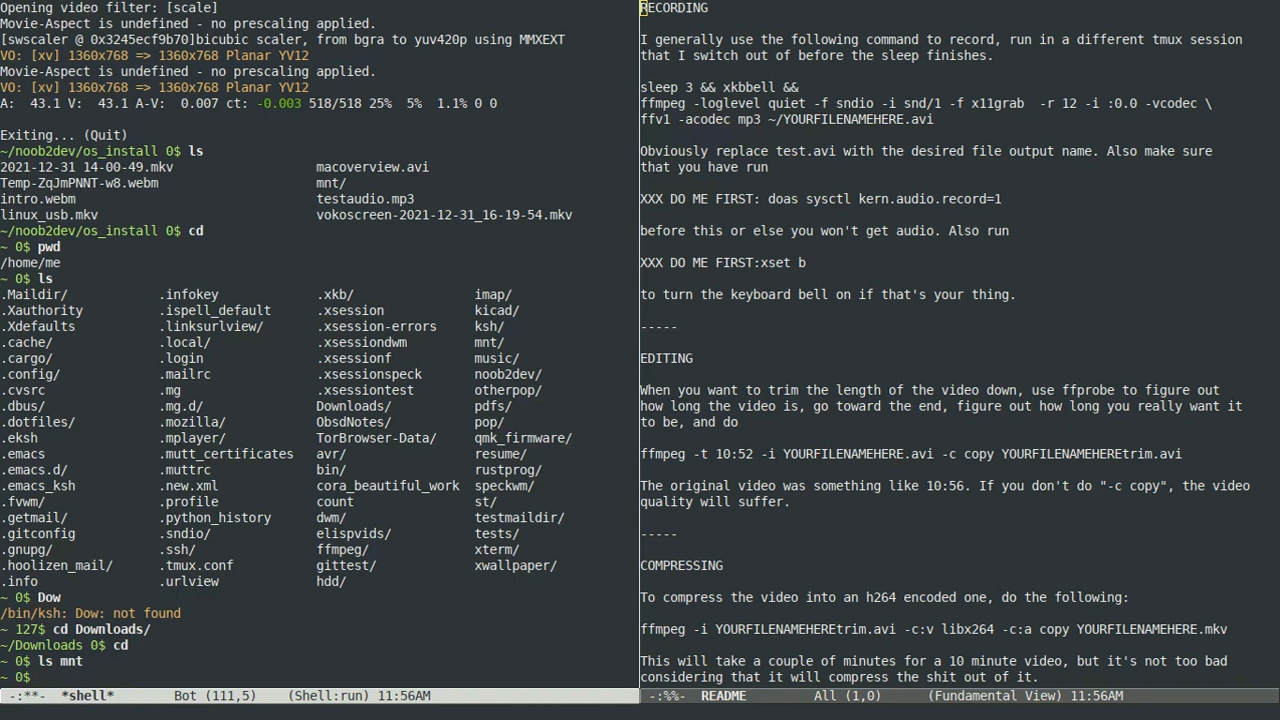 Opening video filter: [scale]
Movie-Aspect is undefined - no prescaling applied.
[swscaler @ 0x3245ecf9b70]bicubic scaler, from bgra to yuv420p using MMXEXT
VO: [xv] 1360x768 => 1360x768 Planar YV12
Movie-Aspect is undefined - no prescaling applied.
VO: [xv] 1360x768 => 1360x768 Planar YV12
A:  43.1 V:  43.1 A-V:  0.007 ct: -0.003 518/518 25%  5%  1.1% 0 0
Exiting... (Quit)
~/noob2dev/os_install 0$ ls
2021-12-31 14-00-49.mkv macoverview.avi
Temp-ZqJmPNNT-w8.webm mnt/
intro.webm testaudio.mp3
linux_usb.mkv vokoscreen-2021-12-31_16-19-54.mkv
~/noob2dev/os_install 0$ cd
~ 0$ pwd
/home/me
~ 0$ ls
.Maildir/ .infokey .xkb/ imap/
.Xauthority .ispell_default .xsession kicad/
.Xdefaults .linksurlview/ .xsession-errors ksh/
.cache/ .local/ .xsessiondwm mnt/
.cargo/ .login .xsessionf music/
.config/ .mailrc .xsessionspeck noob2dev/
.cvsrc .mg .xsessiontest otherpop/
.dbus/ .mg.d/ Downloads/ pdfs/
.dotfiles/ .mozilla/ ObsdNotes/ pop/
.eksh .mplayer/ TorBrowser-Data/ qmk_firmware/
.emacs .mutt_certificates avr/ resume/
.emacs.d/ .muttrc bin/ rustprog/
.emacs_ksh .new.xml cora_beautiful_work speckwm/
.fvwm/ .profile count st/
.getmail/ .python_history dwm/ testmaildir/
.gitconfig .sndio/ elispvids/ tests/
.gnupg/ .ssh/ ffmpeg/ xterm/
.hoolizen_mail/ .tmux.conf gittest/ xwallpaper/
.info .urlview hdd/
~ 0$ Dow
/bin/ksh: Dow: not found
~ 127$ cd Downloads/
~/Downloads 0$ cd
~ 0$ ls mnt
~ 0$
-:**-  *shell*  Bot (111,5)  (Shell:run) 11:56AM
RECORDING
I generally use the following command to record, run in a different tmux session
that I switch out of before the sleep finishes.
sleep 3 && xkbbell &&
ffmpeg -loglevel quiet -f sndio -i snd/1 -f x11grab  -r 12 -i :0.0 -vcodec \
ffv1 -acodec mp3 ~/YOURFILENAMEHERE.avi
Obviously replace test.avi with the desired file output name. Also make sure
that you have run
XXX DO ME FIRST: doas sysctl kern.audio.record=1
before this or else you won't get audio. Also run
XXX DO ME FIRST:xset b
to turn the keyboard bell on if that's your thing.
-----
EDITING
When you want to trim the length of the video down, use ffprobe to figure out
how long the video is, go toward the end, figure out how long you really want it
to be, and do
ffmpeg -t 10:52 -i YOURFILENAMEHERE.avi -c copy YOURFILENAMEHEREtrim.avi
The original video was something like 10:56. If you don't do "-c copy", the video
quality will suffer.
-----
COMPRESSING
To compress the video into an h264 encoded one, do the following:
ffmpeg -i YOURFILENAMEHEREtrim.avi -c:v libx264 -c:a copy YOURFILENAMEHERE.mkv
This will take a couple of minutes for a 10 minute video, but it's not too bad
considering that it will compress the shit out of it.
-:%%-  README  All (1,0)  (Fundamental View) 11:56AM